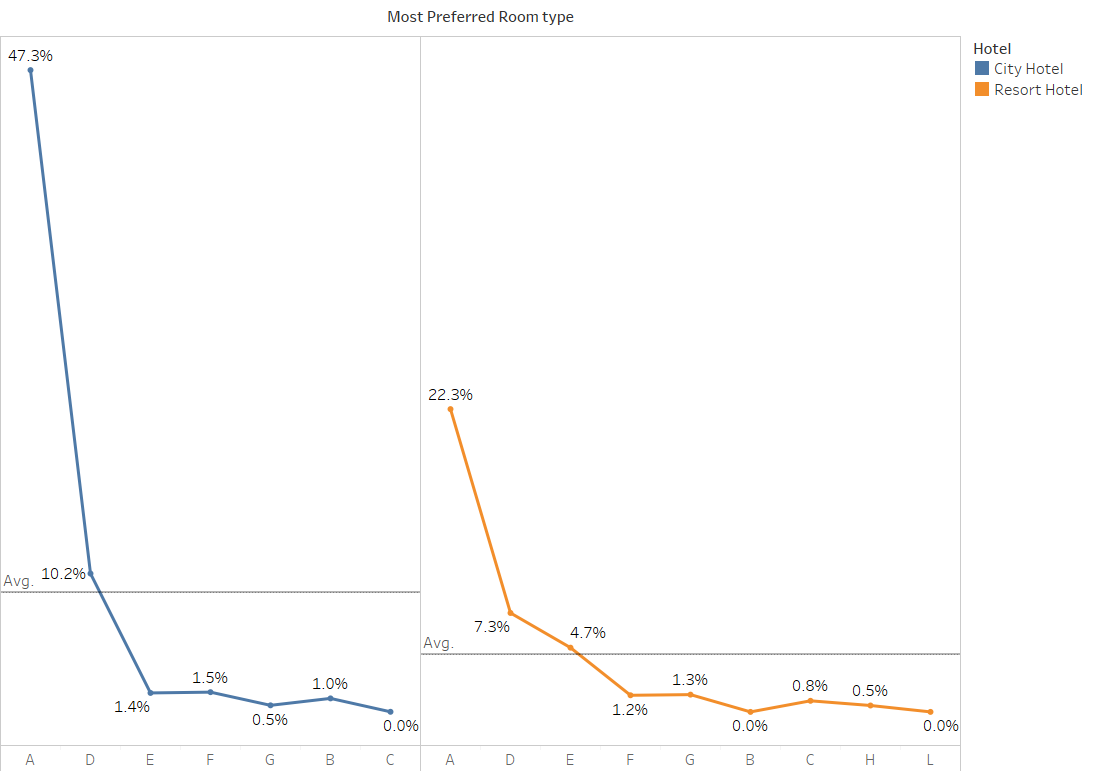 Most Preferred Room type
Hotel
City Hotel
Resort Hotel
47.3%
10.2%
Avg.
1.4%
1.5%
0.5%
1.0%
0.0%
A D E F G B C
22.3%
7.3%
4.7%
Avg.
1.2%
1.3%
0.0%
0.8%
0.5%
0.0%
A D E F G B C H L